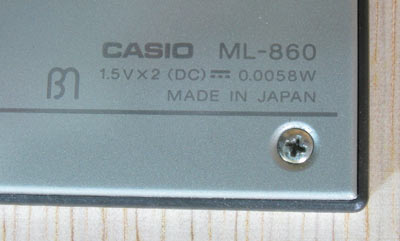 CASIO ML-860
1.5V×2 (DC)⎓ 0.0058W
MADE IN JAPAN